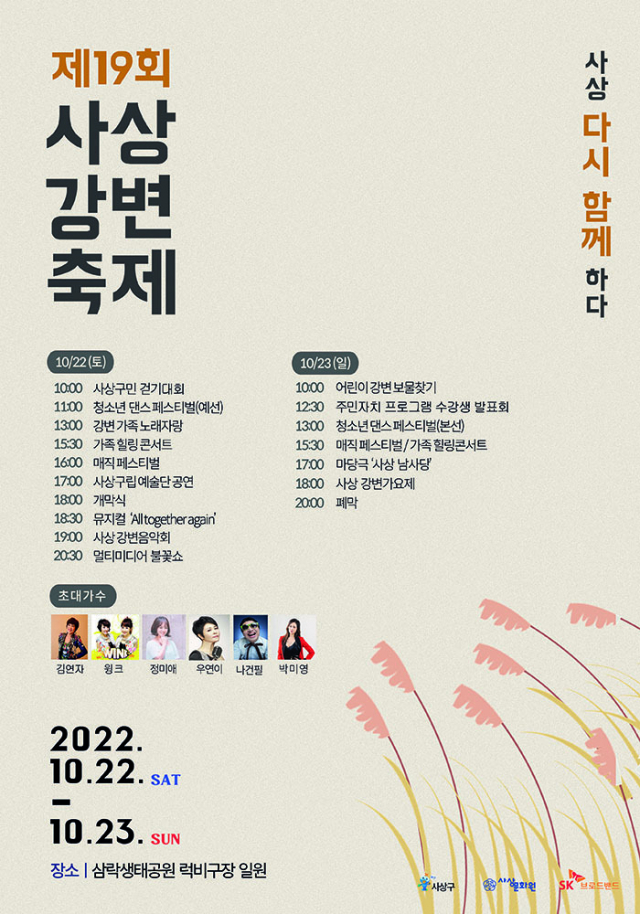 제19회
사상
강변
축제
사상 다시 함께 하다
10/22 (토)
10:00 사상구민 걷기대회
11:00 청소년 댄스 페스티벌(예선)
13:00 강변 가족 노래자랑
15:30 가족 힐링 콘서트
16:00 매직 페스티벌
17:00 사상구립 예술단 공연
18:00 개막식
18:30 뮤지컬 ‘All together again’
19:00 사상 강변음악회
20:30 멀티미디어 불꽃쇼
10/23 (일)
10:00 어린이 강변 보물찾기
12:30 주민자치 프로그램 수강생 발표회
13:00 청소년 댄스 페스티벌(본선)
15:30 매직 페스티벌 / 가족 힐링콘서트
17:00 마당극 ‘사상 남사당’
18:00 사상 강변가요제
20:00 폐막
초대가수
WINK
김연자 윙크 정미애 우연이 나건필 박미영
2022.
10.22. SAT
–
10.23. SUN
장소 | 삼락생태공원 럭비구장 일원
사상구 사상문화원 SK 브로드밴드